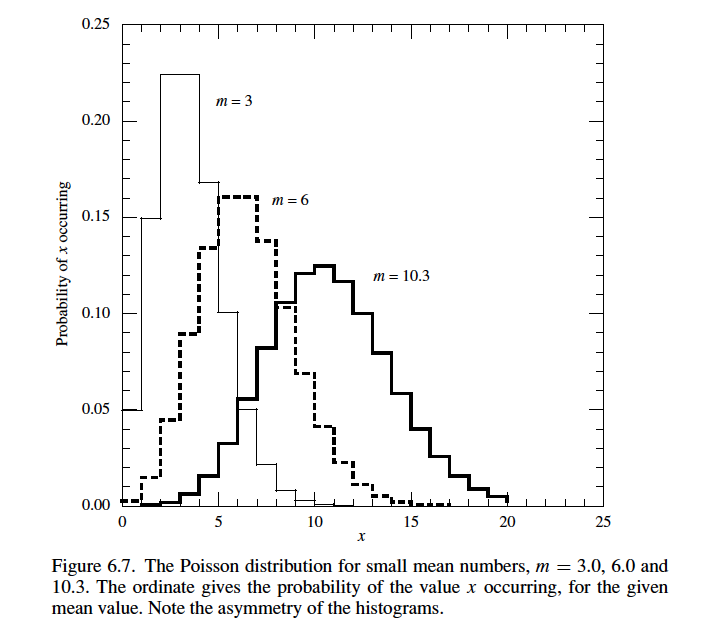 0.25
m = 3
0.20
m = 6
0.15
Probability of x occurring
m = 10.3
0.10
0.05
0.00
0 5 10 15 20 25
x
Figure 6.7. The Poisson distribution for small mean numbers, m = 3.0, 6.0 and
10.3. The ordinate gives the probability of the value x occurring, for the given
mean value. Note the asymmetry of the histograms.